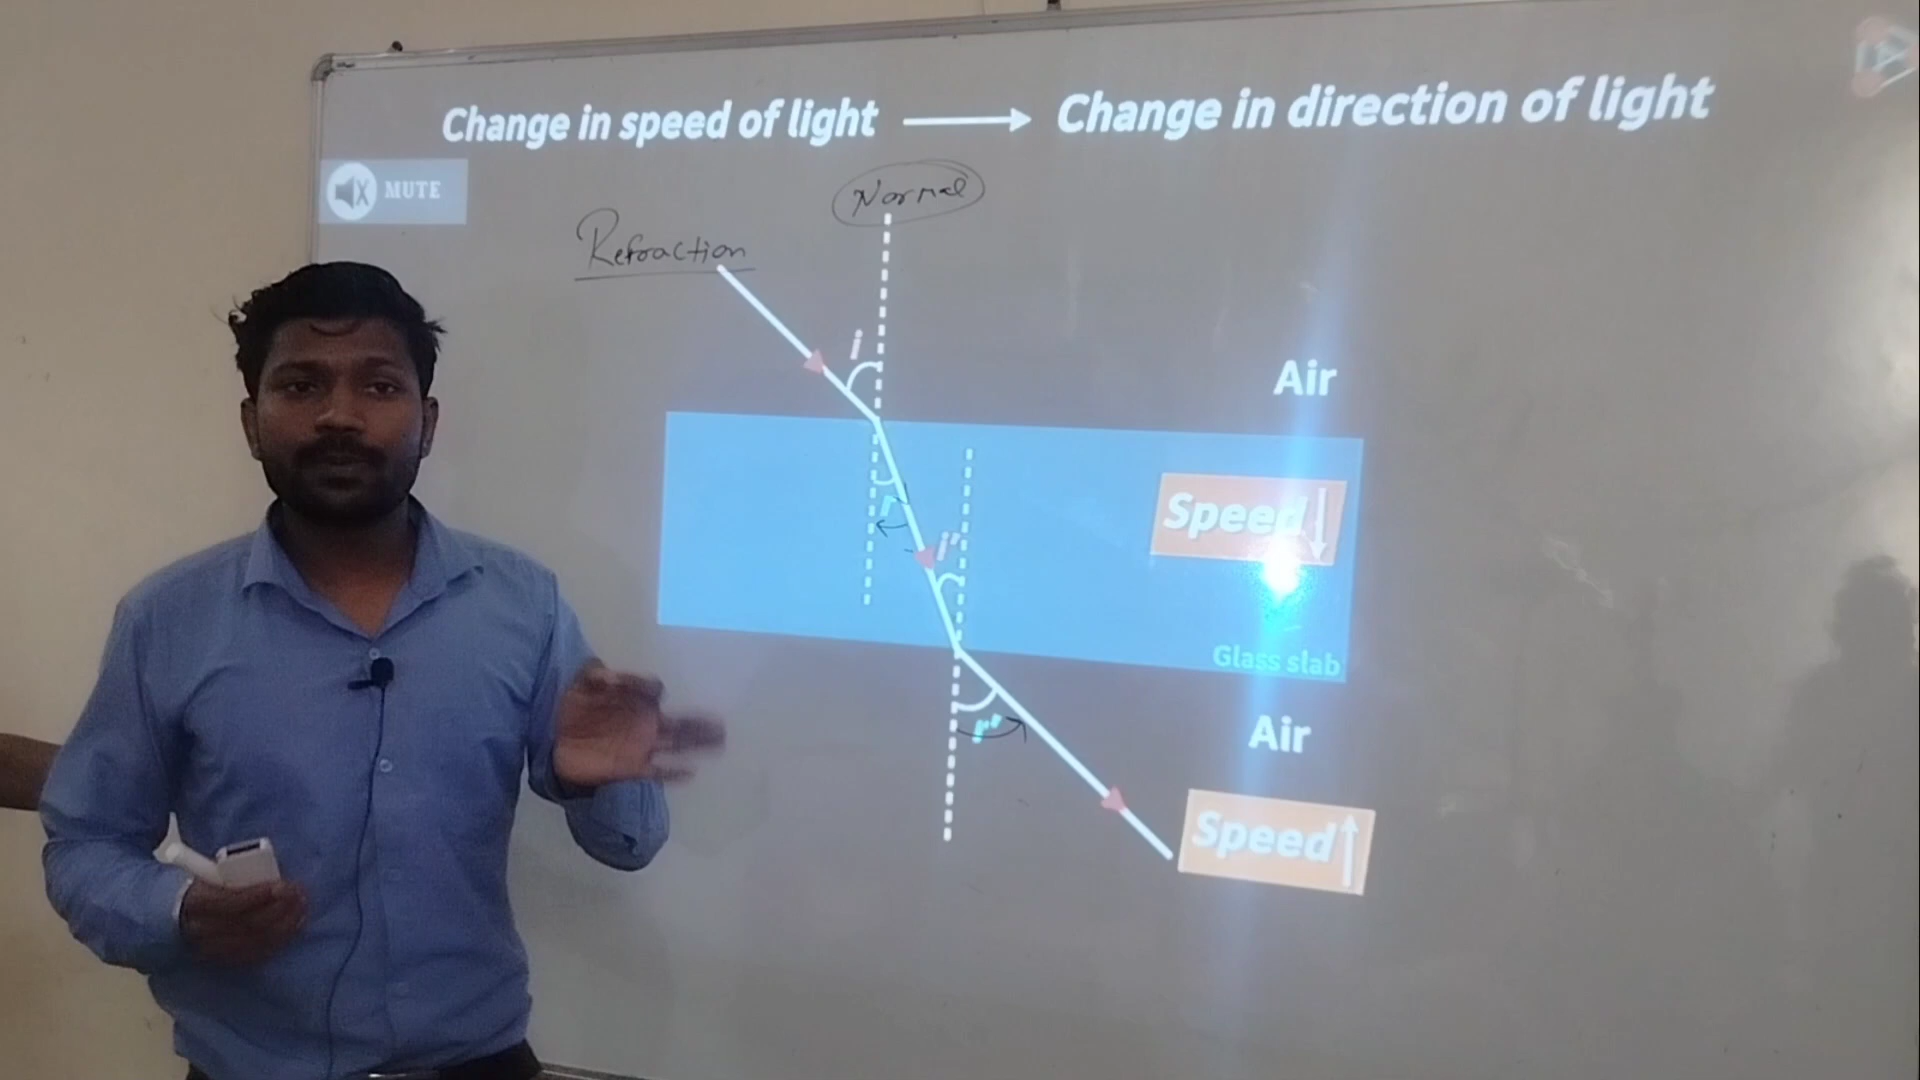 Change in speed of light → Change in direction of light
MUTE
Normal
Refraction
i
Air
r
Speed ↓
i'
Glass slab
r'
Air
Speed ↑